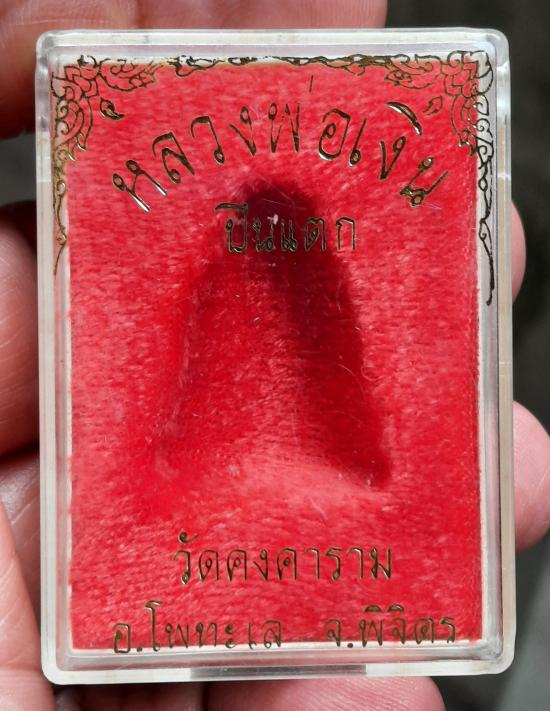 หลวงพ่อเงิน
ปืนแตก
วัดคงคาราม
อ.โพทะเล จ.พิจิตร